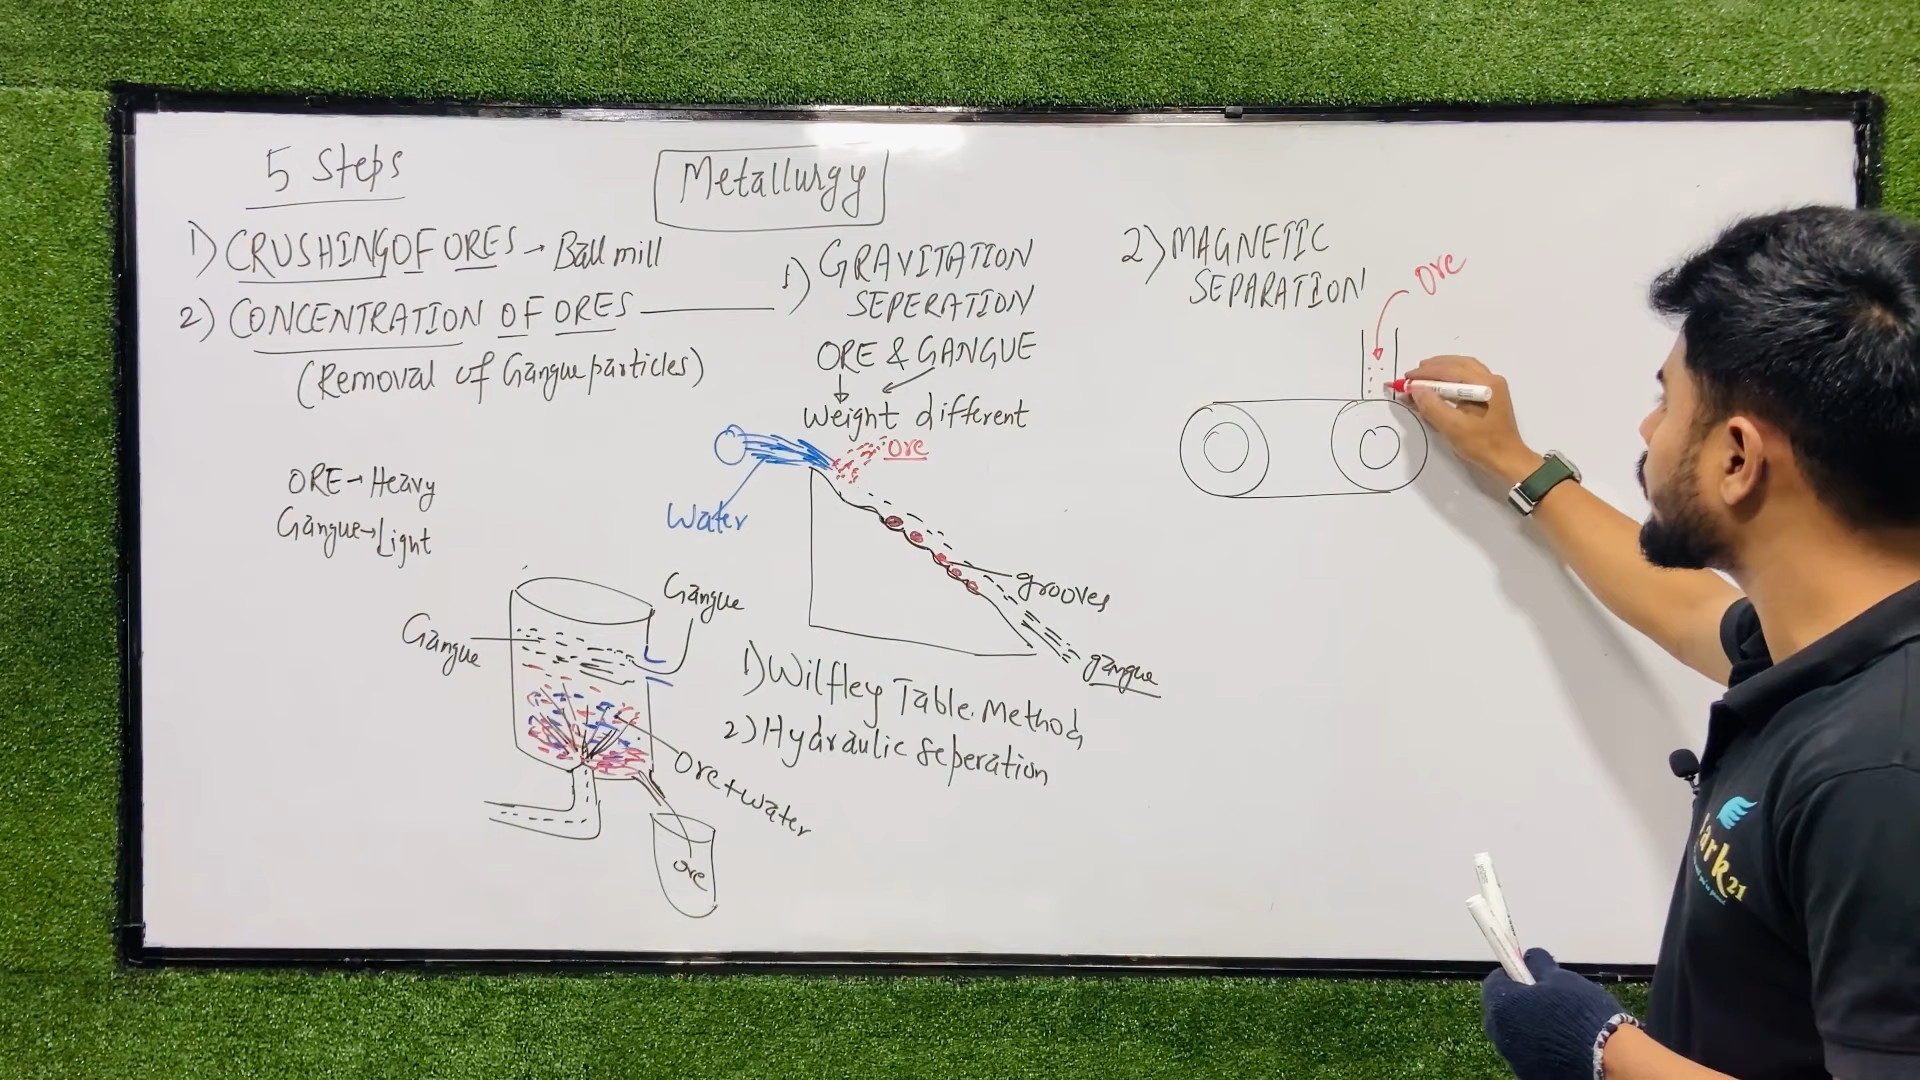 5 Steps
Metallurgy
1) CRUSHING OF ORES → Ball mill
2) CONCENTRATION OF ORES
(Removal of Gangue particles)
1) GRAVITATION
SEPERATION
ORE & GANGUE
Weight different
ORE → Heavy
Gangue → Light
Water
Ore
grooves
gangue
Gangue
Gangue
Ore + water
ore
1) Wilfley Table Method
2) Hydraulic Seperation
2) MAGNETIC
SEPARATION
Ore
ark
21